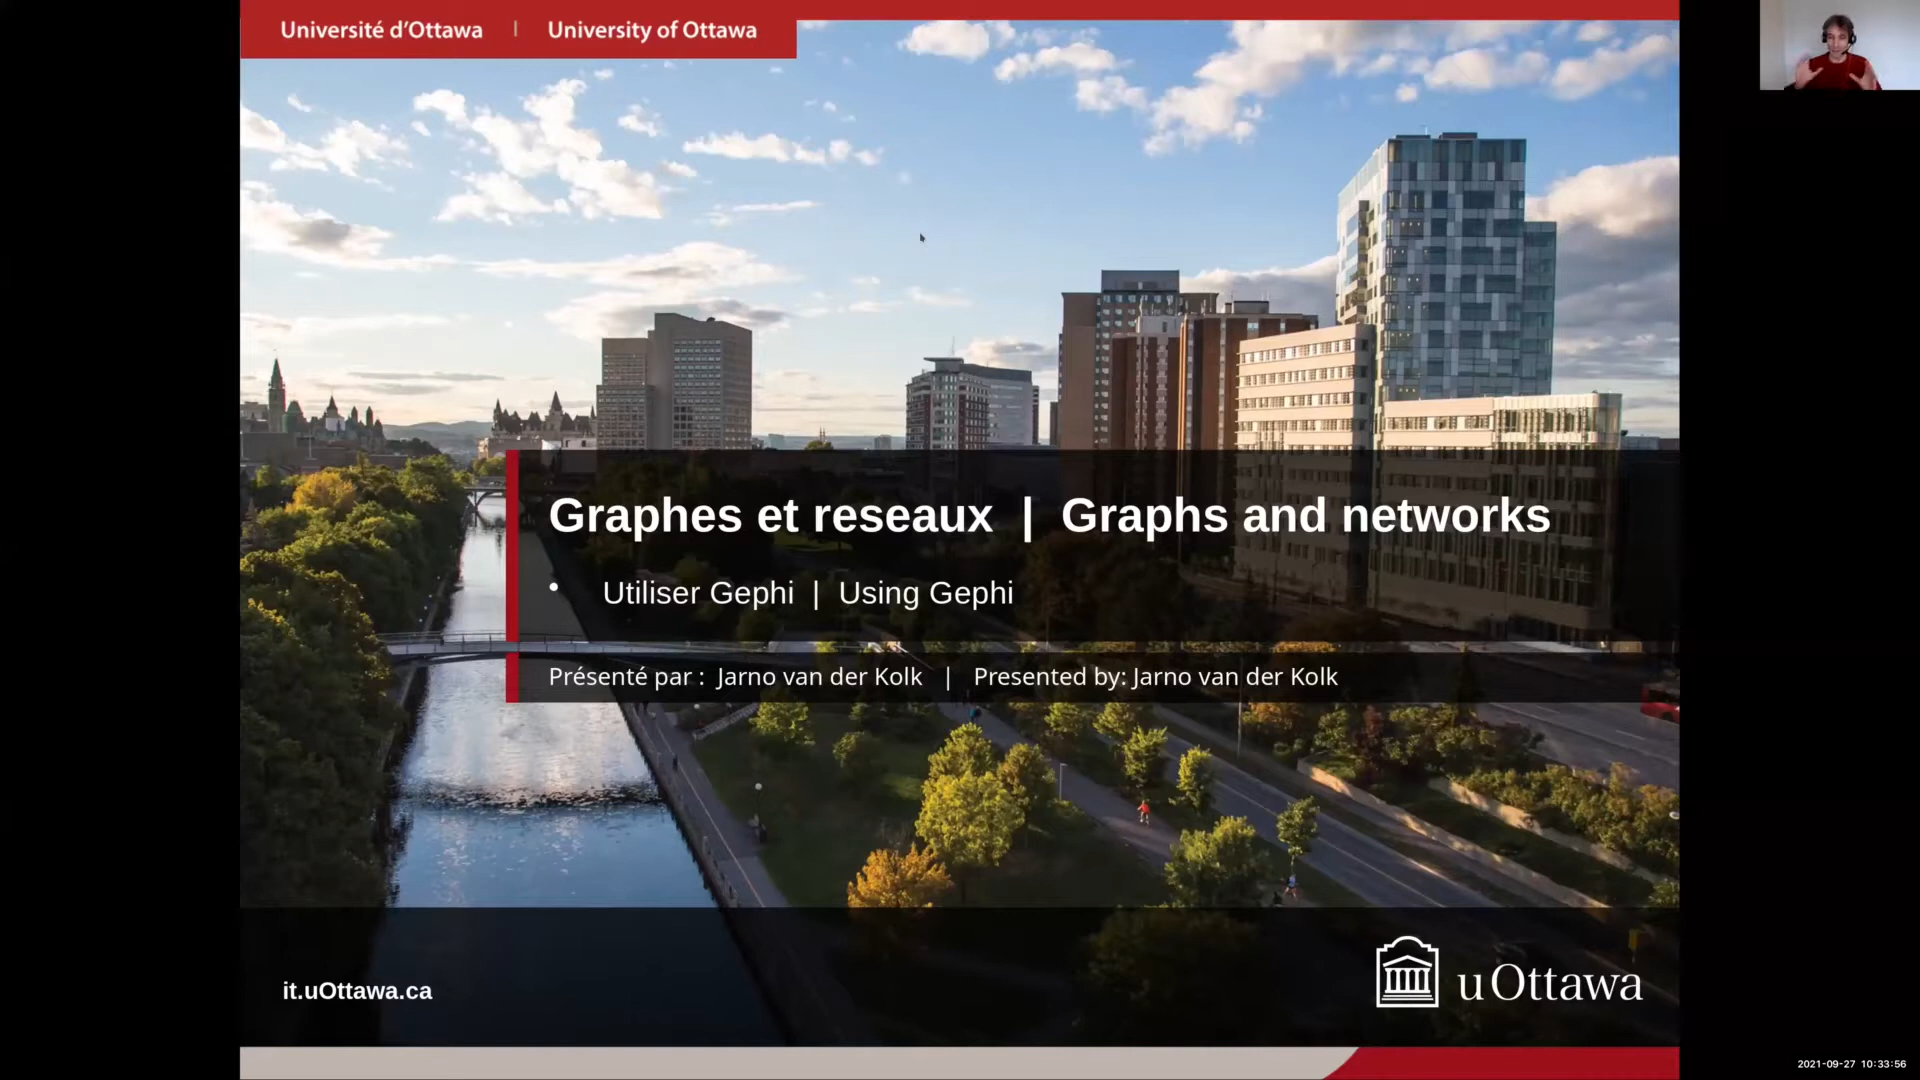 Université d'Ottawa | University of Ottawa
Graphes et reseaux | Graphs and networks
• Utiliser Gephi | Using Gephi
Présenté par : Jarno van der Kolk | Presented by: Jarno van der Kolk
it.uOttawa.ca
uOttawa
2021-09-27 10:33:56